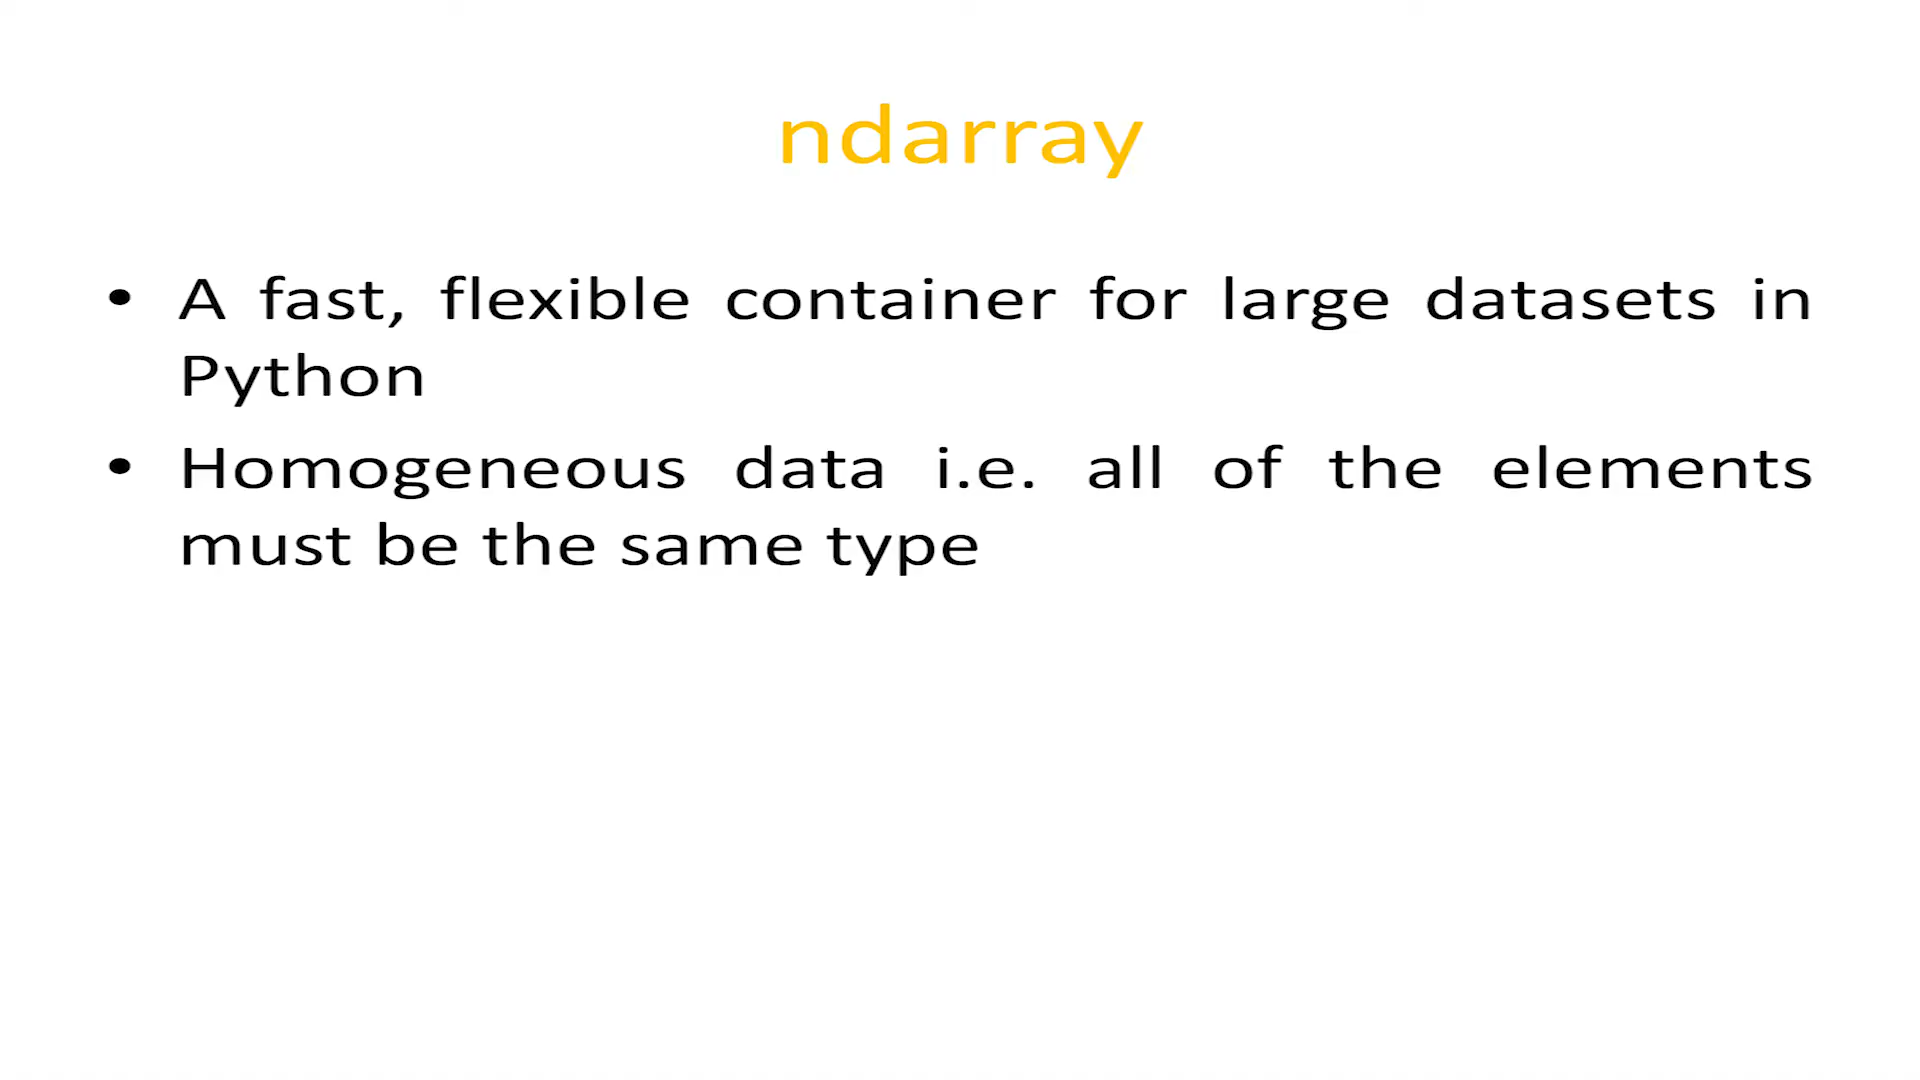 ndarray
• A fast, flexible container for large datasets in
Python
• Homogeneous data i.e. all of the elements
must be the same type